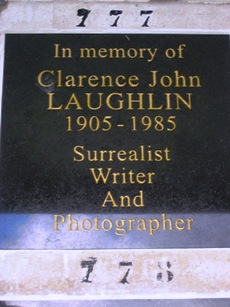 777
In memory of
Clarence John
LAUGHLIN
1905 - 1985
Surrealist
Writer
And
Photographer
778